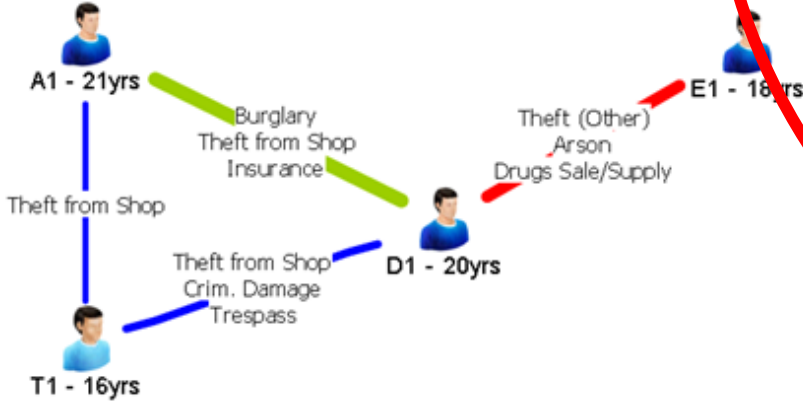 A1 - 21yrs
E1 - 18yrs
Burglary
Theft from Shop
Insurance
Theft (Other)
Arson
Drugs Sale/Supply
Theft from Shop
D1 - 20yrs
Theft from Shop
Crim. Damage
Trespass
T1 - 16yrs